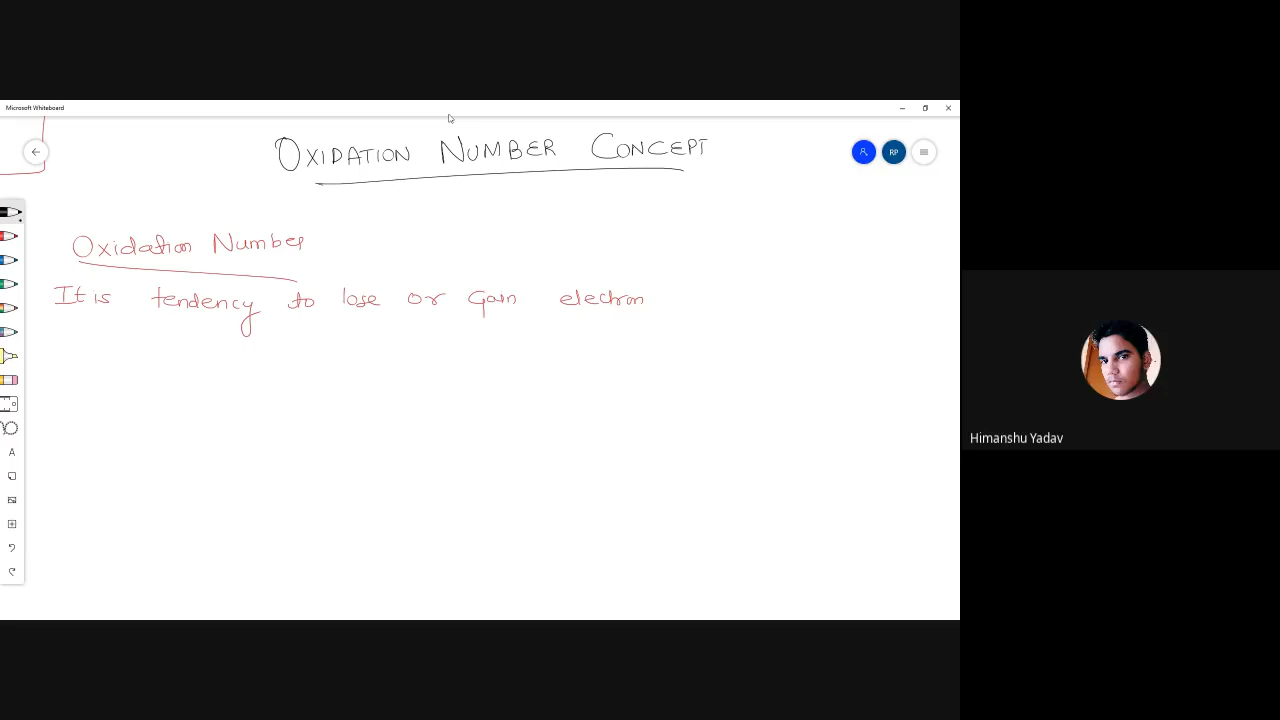 Microsoft Whiteboard
OXIDATION NUMBER CONCEPT
RP
Oxidation Number
It is tendency to lose or gain electron
A
Himanshu Yadav